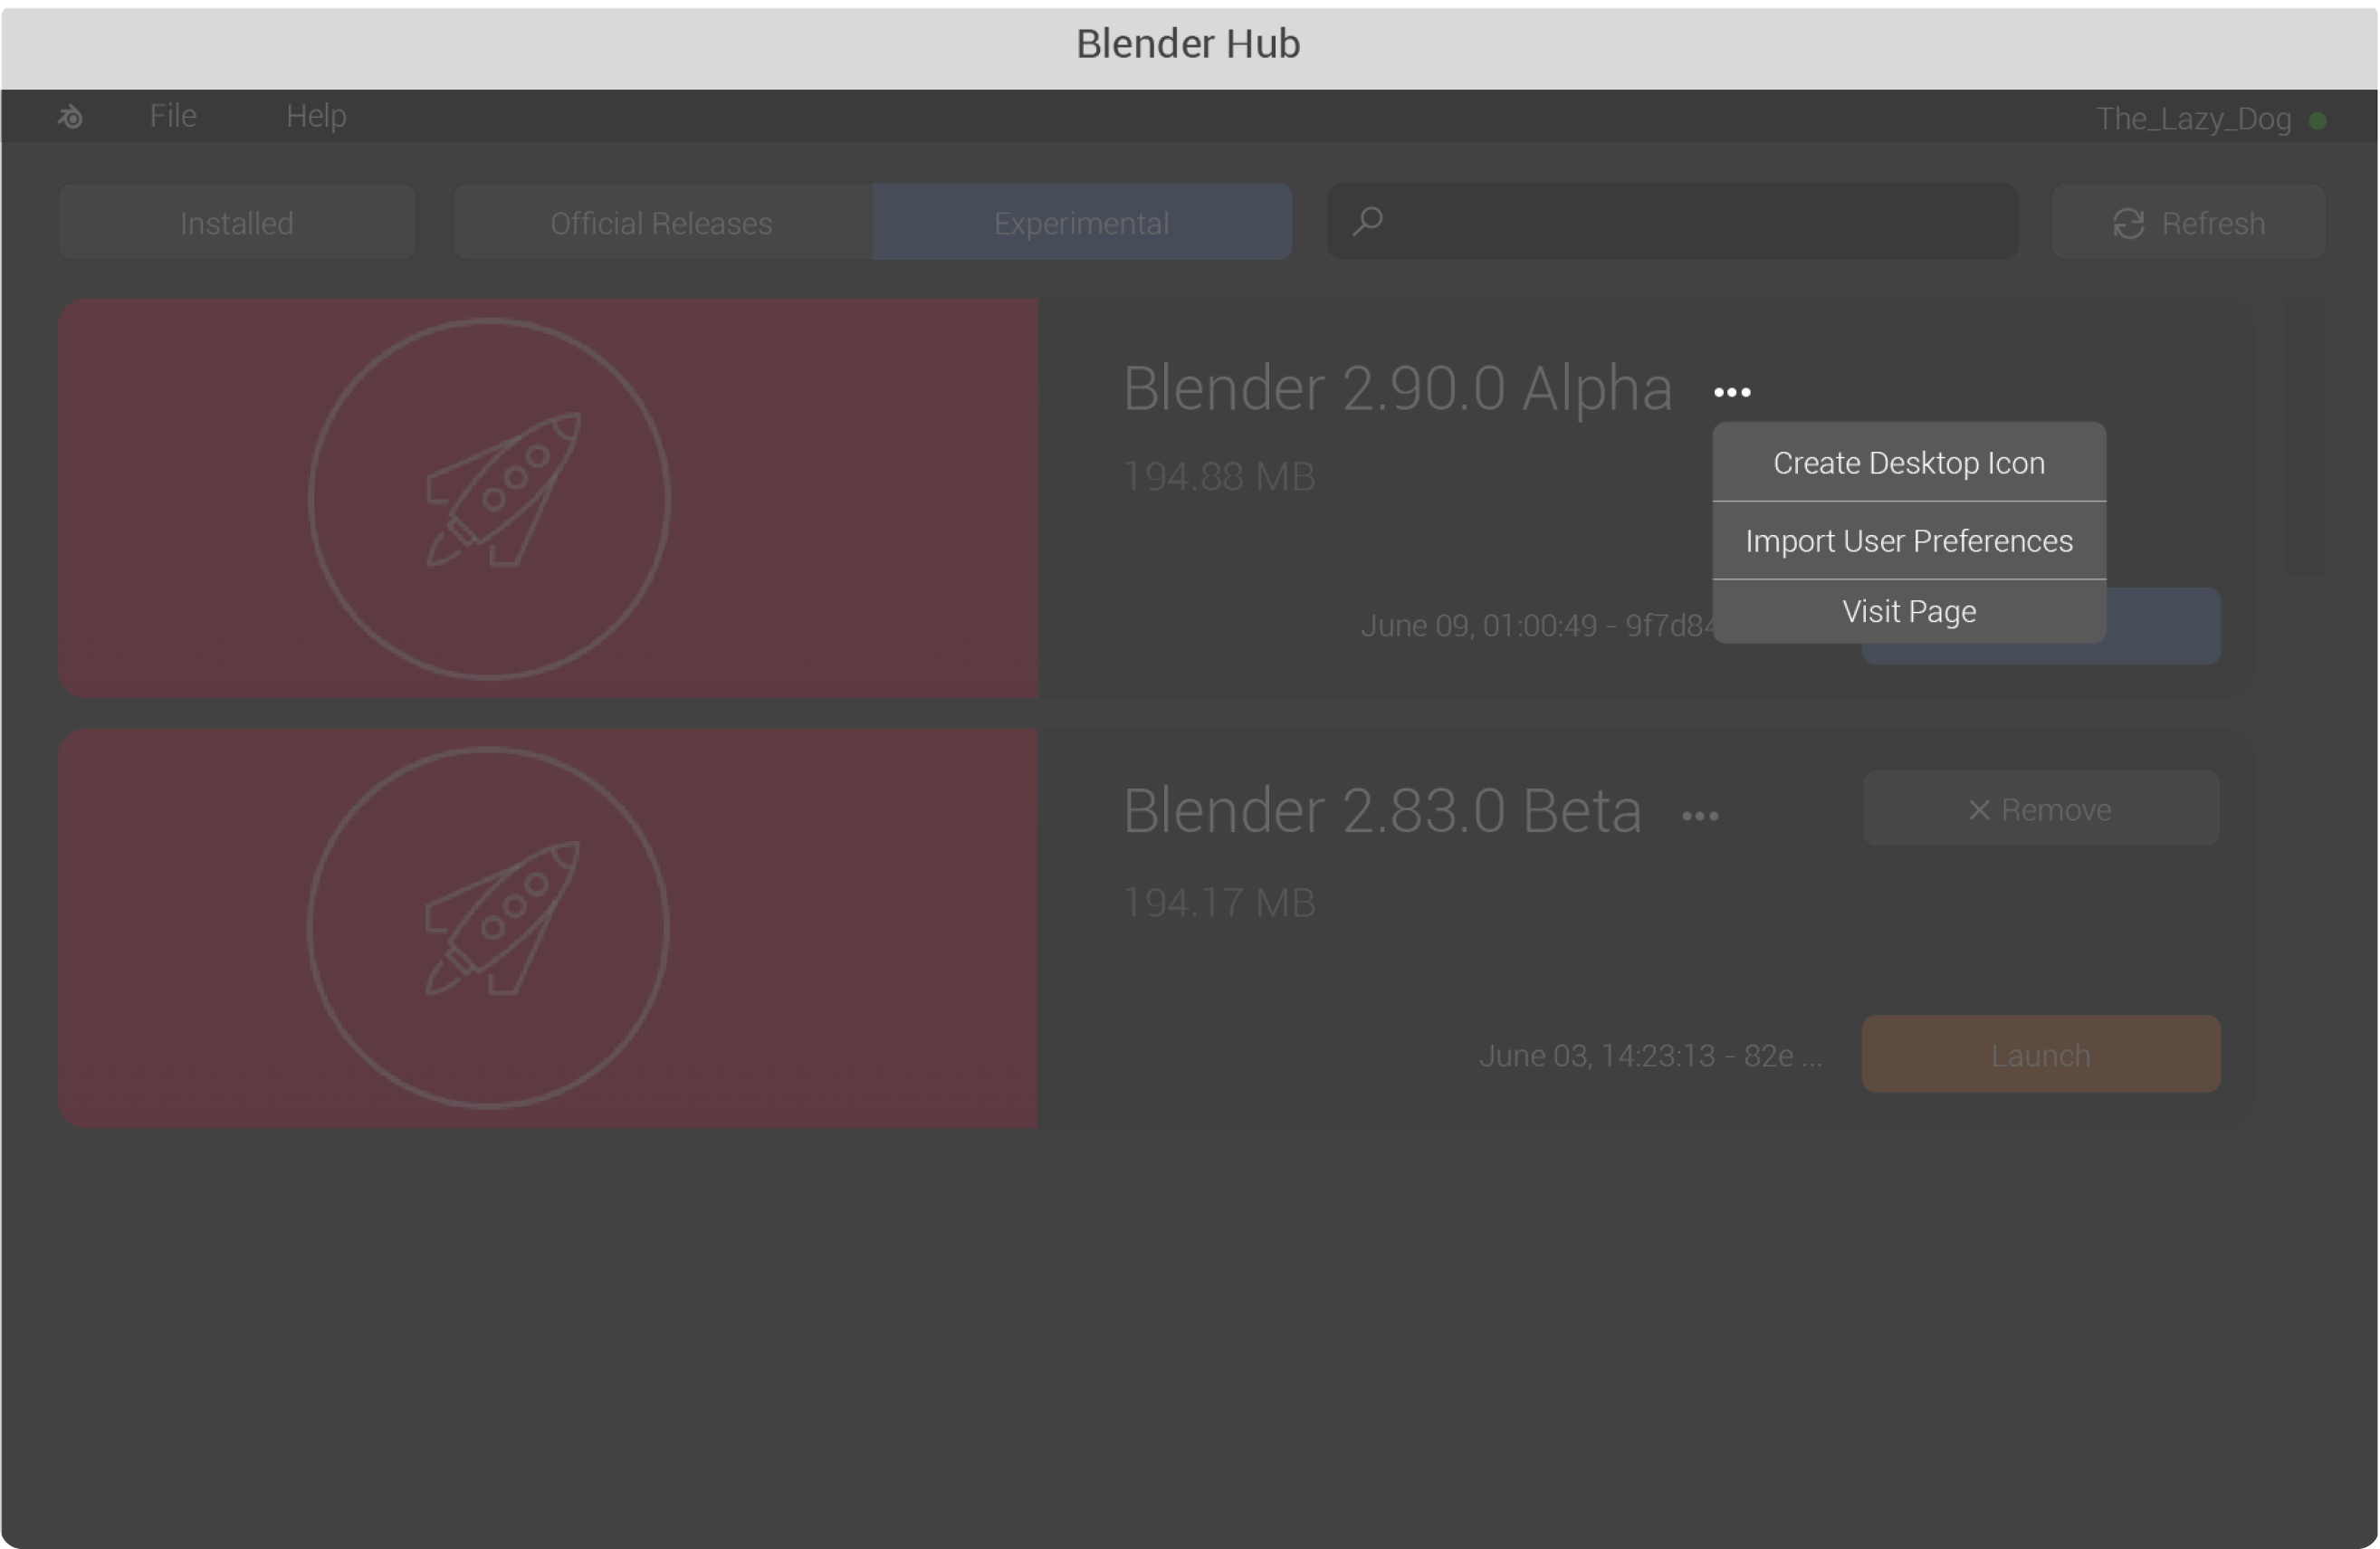 Blender Hub
File Help The_Lazy_Dog
Installed Official Releases Experimental Refresh
Blender 2.90.0 Alpha
194.88 MB
Create Desktop Icon
Import User Preferences
Visit Page
June 09, 01:00:49 - 9f7d84
Blender 2.83.0 Beta
Remove
194.17 MB
June 03, 14:23:13 - 82e ...
Launch